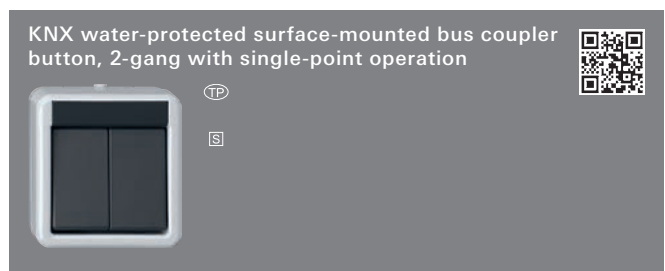 KNX water-protected surface-mounted bus coupler
button, 2-gang with single-point operation
TP
S